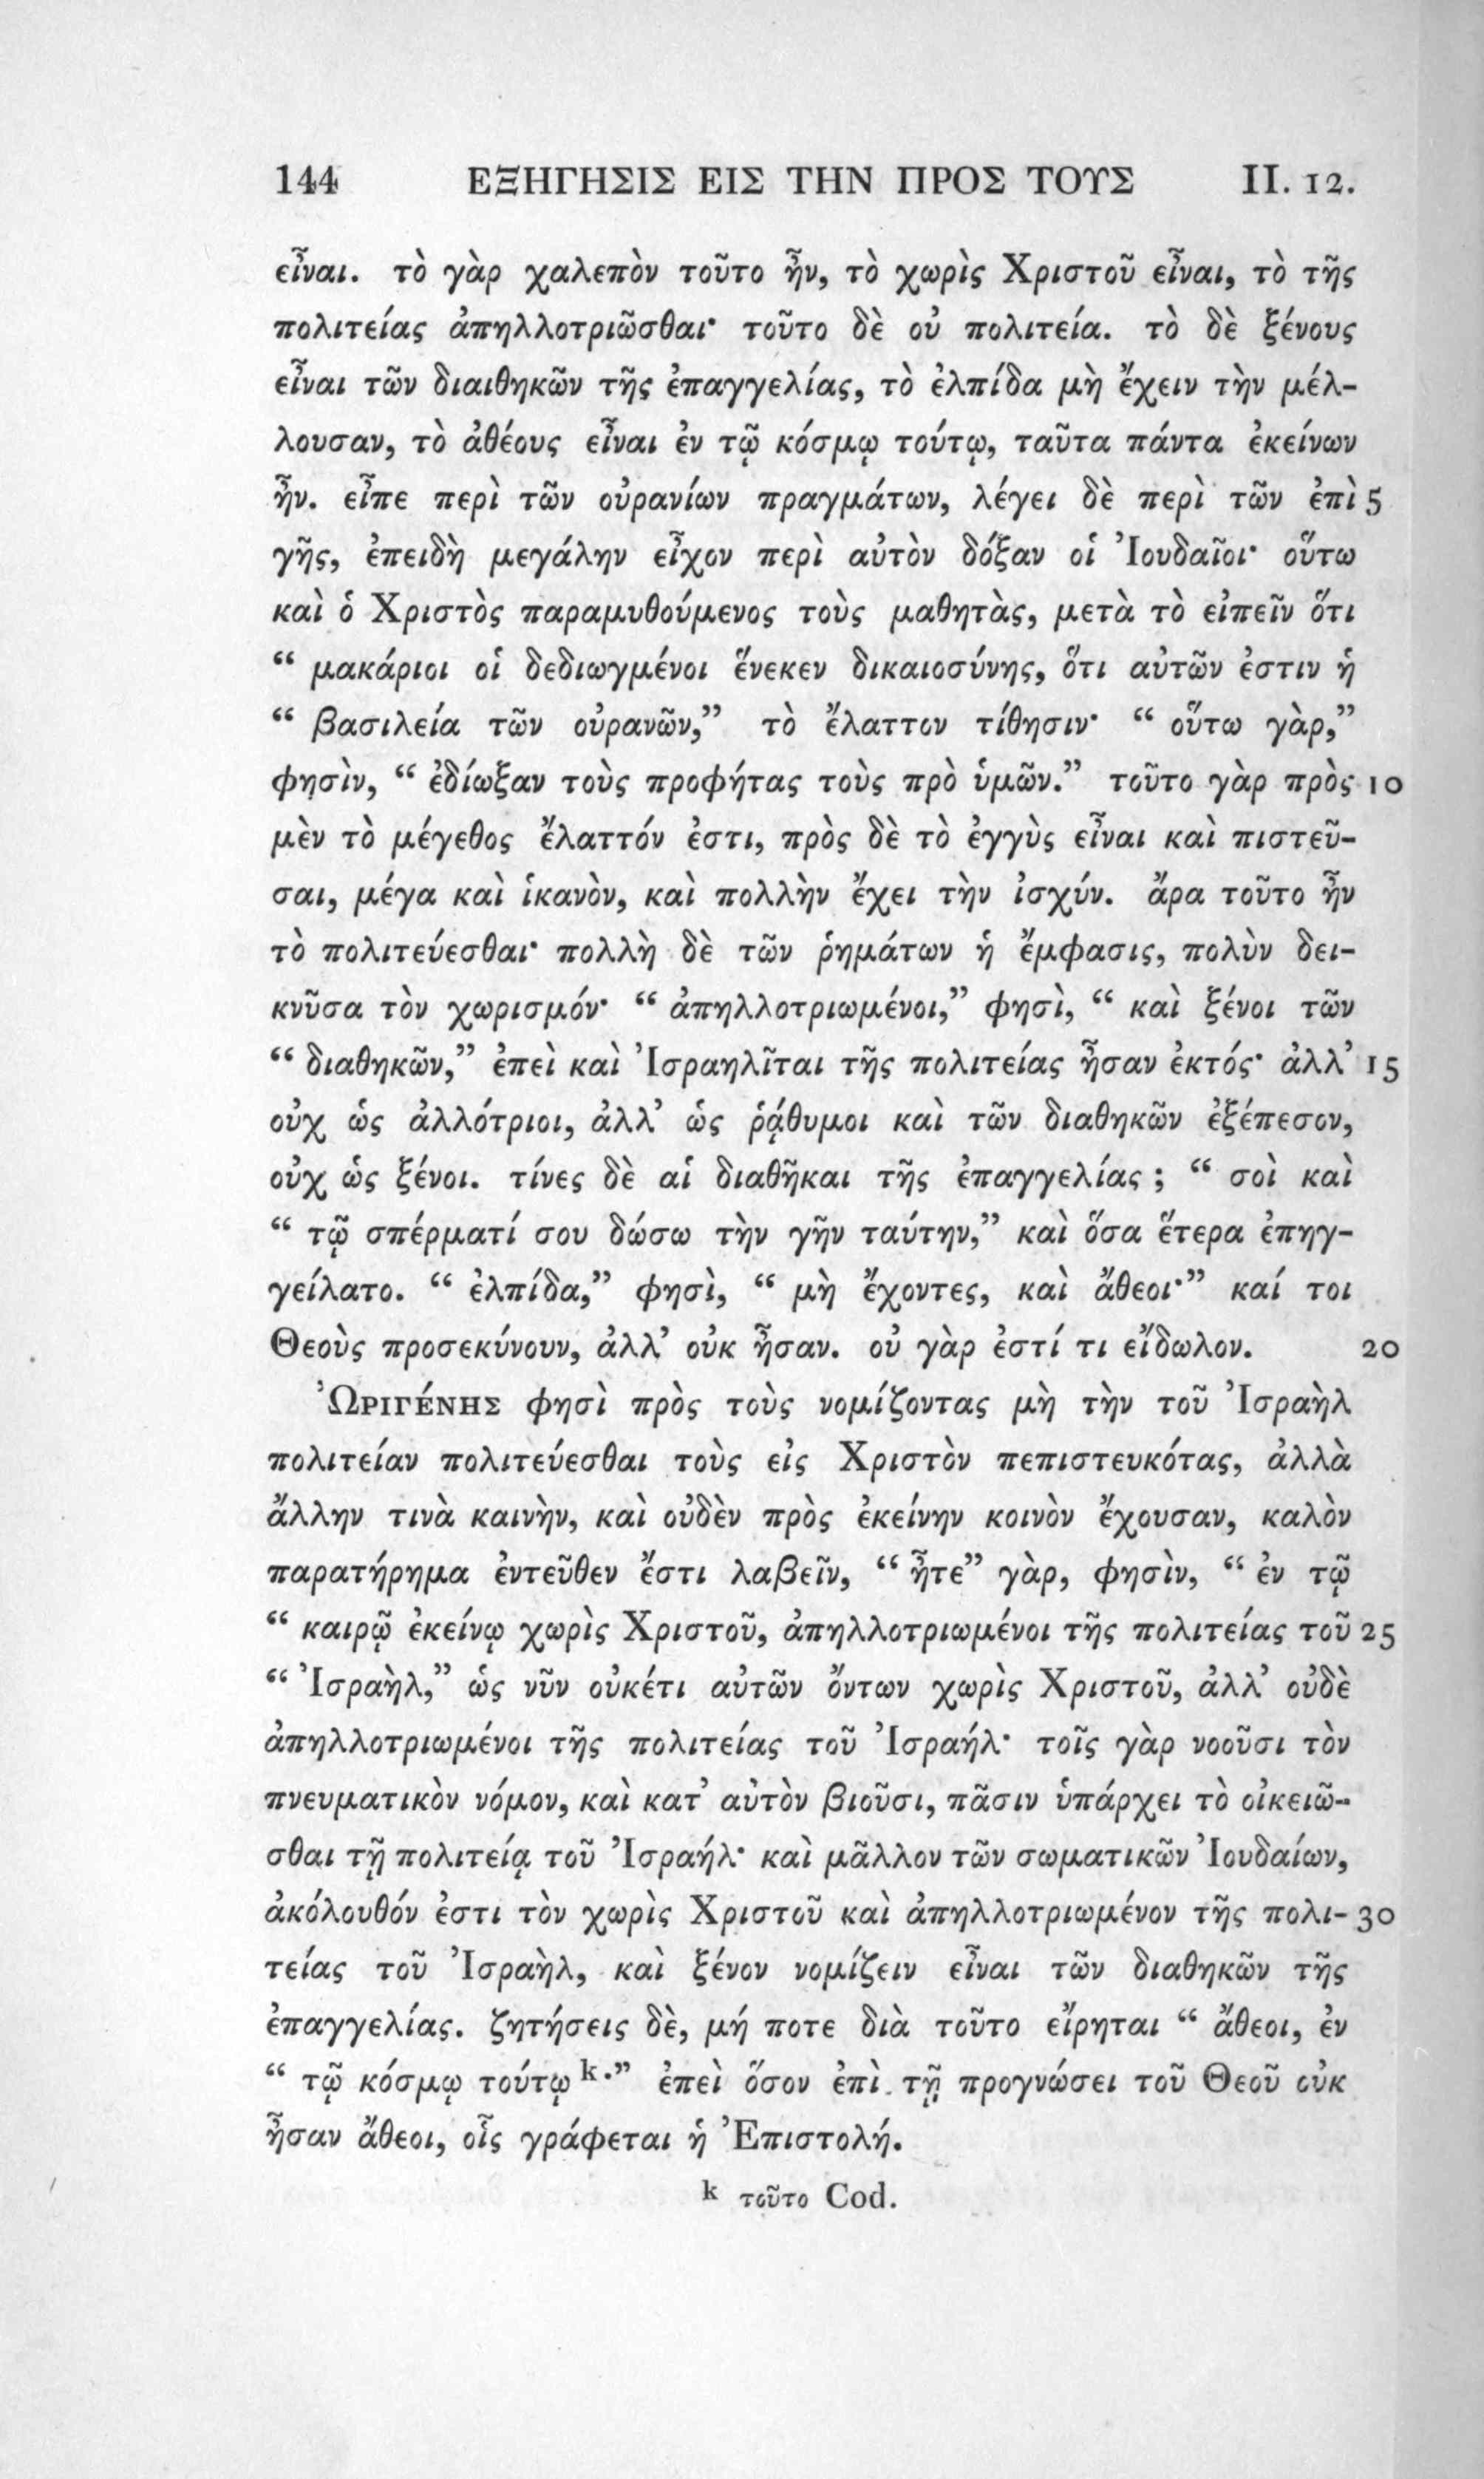 144 ΕΞΗΓΗΣΙΣ ΕΙΣ ΤΗΝ ΠΡΟΣ ΤΟΥΣ II. 12.
εἶναι. τὸ γὰρ χαλεπὸν τοῦτο ἦν, τὸ χωρὶς Χριστοῦ εἶναι, τὸ τῆς
πολιτείας ἀπηλλοτριῶσθαι· τοῦτο δὲ οὐ πολιτεία. τὸ δὲ ξένους
εἶναι τῶν διαιθηκῶν τῆς ἐπαγγελίας, τὸ ἐλπίδα μὴ ἔχειν τὴν μέλ-
λουσαν, τὸ ἀθέους εἶναι ἐν τῷ κόσμῳ τούτῳ, ταῦτα πάντα ἐκείνων
ἦν. εἶπε περὶ τῶν οὐρανίων πραγμάτων, λέγει δὲ περὶ τῶν ἐπὶ 5
γῆς, ἐπειδὴ μεγάλην εἶχον περὶ αὐτὸν δόξαν οἱ Ἰουδαῖοι· οὕτω
καὶ ὁ Χριστὸς παραμυθούμενος τοὺς μαθητὰς, μετὰ τὸ εἰπεῖν ὅτι
“ μακάριοι οἱ δεδιωγμένοι ἕνεκεν δικαιοσύνης, ὅτι αὐτῶν ἐστιν ἡ
“ βασιλεία τῶν οὐρανῶν,” τὸ ἔλαττον τίθησιν· “ οὕτω γὰρ,”
φησὶν, “ ἐδίωξαν τοὺς προφήτας τοὺς πρὸ ὑμῶν.” τοῦτο γὰρ πρὸς 10
μὲν τὸ μέγεθος ἔλαττόν ἐστι, πρὸς δὲ τὸ ἐγγὺς εἶναι καὶ πιστεῦ-
σαι, μέγα καὶ ἱκανὸν, καὶ πολλὴν ἔχει τὴν ἰσχύν. ἄρα τοῦτο ἦν
τὸ πολιτεύεσθαι· πολλὴ δὲ τῶν ῥημάτων ἡ ἔμφασις, πολὺν δει-
κνῦσα τὸν χωρισμόν· “ ἀπηλλοτριωμένοι,” φησὶ, “ καὶ ξένοι τῶν
“ διαθηκῶν,” ἐπεὶ καὶ Ἰσραηλῖται τῆς πολιτείας ἦσαν ἐκτός· ἀλλ’ 15
οὐχ ὡς ἀλλότριοι, ἀλλ’ ὡς ῥᾴθυμοι καὶ τῶν διαθηκῶν ἐξέπεσον,
οὐχ ὡς ξένοι. τίνες δὲ αἱ διαθῆκαι τῆς ἐπαγγελίας ; “ σοὶ καὶ
“ τῷ σπέρματί σου δώσω τὴν γῆν ταύτην,” καὶ ὅσα ἕτερα ἐπηγ-
γείλατο. “ ἐλπίδα,” φησὶ, “ μὴ ἔχοντες, καὶ ἄθεοι·” καί τοι
Θεοὺς προσεκύνουν, ἀλλ’ οὐκ ἦσαν. οὐ γὰρ ἐστί τι εἴδωλον. 20
Ὠριγένης φησὶ πρὸς τοὺς νομίζοντας μὴ τὴν τοῦ Ἰσραὴλ
πολιτείαν πολιτεύεσθαι τοὺς εἰς Χριστὸν πεπιστευκότας, ἀλλὰ
ἄλλην τινὰ καινὴν, καὶ οὐδὲν πρὸς ἐκείνην κοινὸν ἔχουσαν, καλὸν
παρατήρημα ἐντεῦθεν ἔστι λαβεῖν, “ ἦτε” γὰρ, φησὶν, “ ἐν τῷ
“ καιρῷ ἐκείνῳ χωρὶς Χριστοῦ, ἀπηλλοτριωμένοι τῆς πολιτείας τοῦ 25
“ Ἰσραὴλ,” ὡς νῦν οὐκέτι αὐτῶν ὄντων χωρὶς Χριστοῦ, ἀλλ’ οὐδὲ
ἀπηλλοτριωμένοι τῆς πολιτείας τοῦ Ἰσραήλ· τοῖς γὰρ νοοῦσι τὸν
πνευματικὸν νόμον, καὶ κατ’ αὐτὸν βιοῦσι, πᾶσιν ὑπάρχει τὸ οἰκειῶ-
σθαι τῇ πολιτείᾳ τοῦ Ἰσραήλ· καὶ μᾶλλον τῶν σωματικῶν Ἰουδαίων,
ἀκόλουθόν ἐστι τὸν χωρὶς Χριστοῦ καὶ ἀπηλλοτριωμένον τῆς πολι- 30
τείας τοῦ Ἰσραὴλ, καὶ ξένον νομίζειν εἶναι τῶν διαθηκῶν τῆς
ἐπαγγελίας. ζητήσεις δὲ, μή ποτε διὰ τοῦτο εἴρηται “ ἄθεοι, ἐν
“ τῷ κόσμῳ τούτῳ k·” ἐπεὶ ὅσον ἐπὶ τῇ προγνώσει τοῦ Θεοῦ οὐκ
ἦσαν ἄθεοι, οἷς γράφεται ἡ Ἐπιστολή.
k τοῦτο Cod.